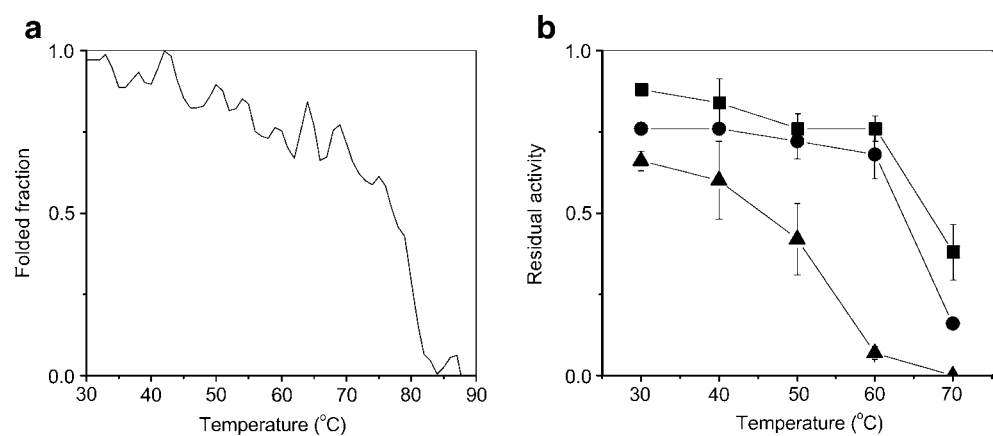 a
1.0
0.5
0.0
Folded fraction
30 40 50 60 70 80 90
Temperature (°C)
b
1.0
0.5
0.0
Residual activity
30 40 50 60 70
Temperature (°C)